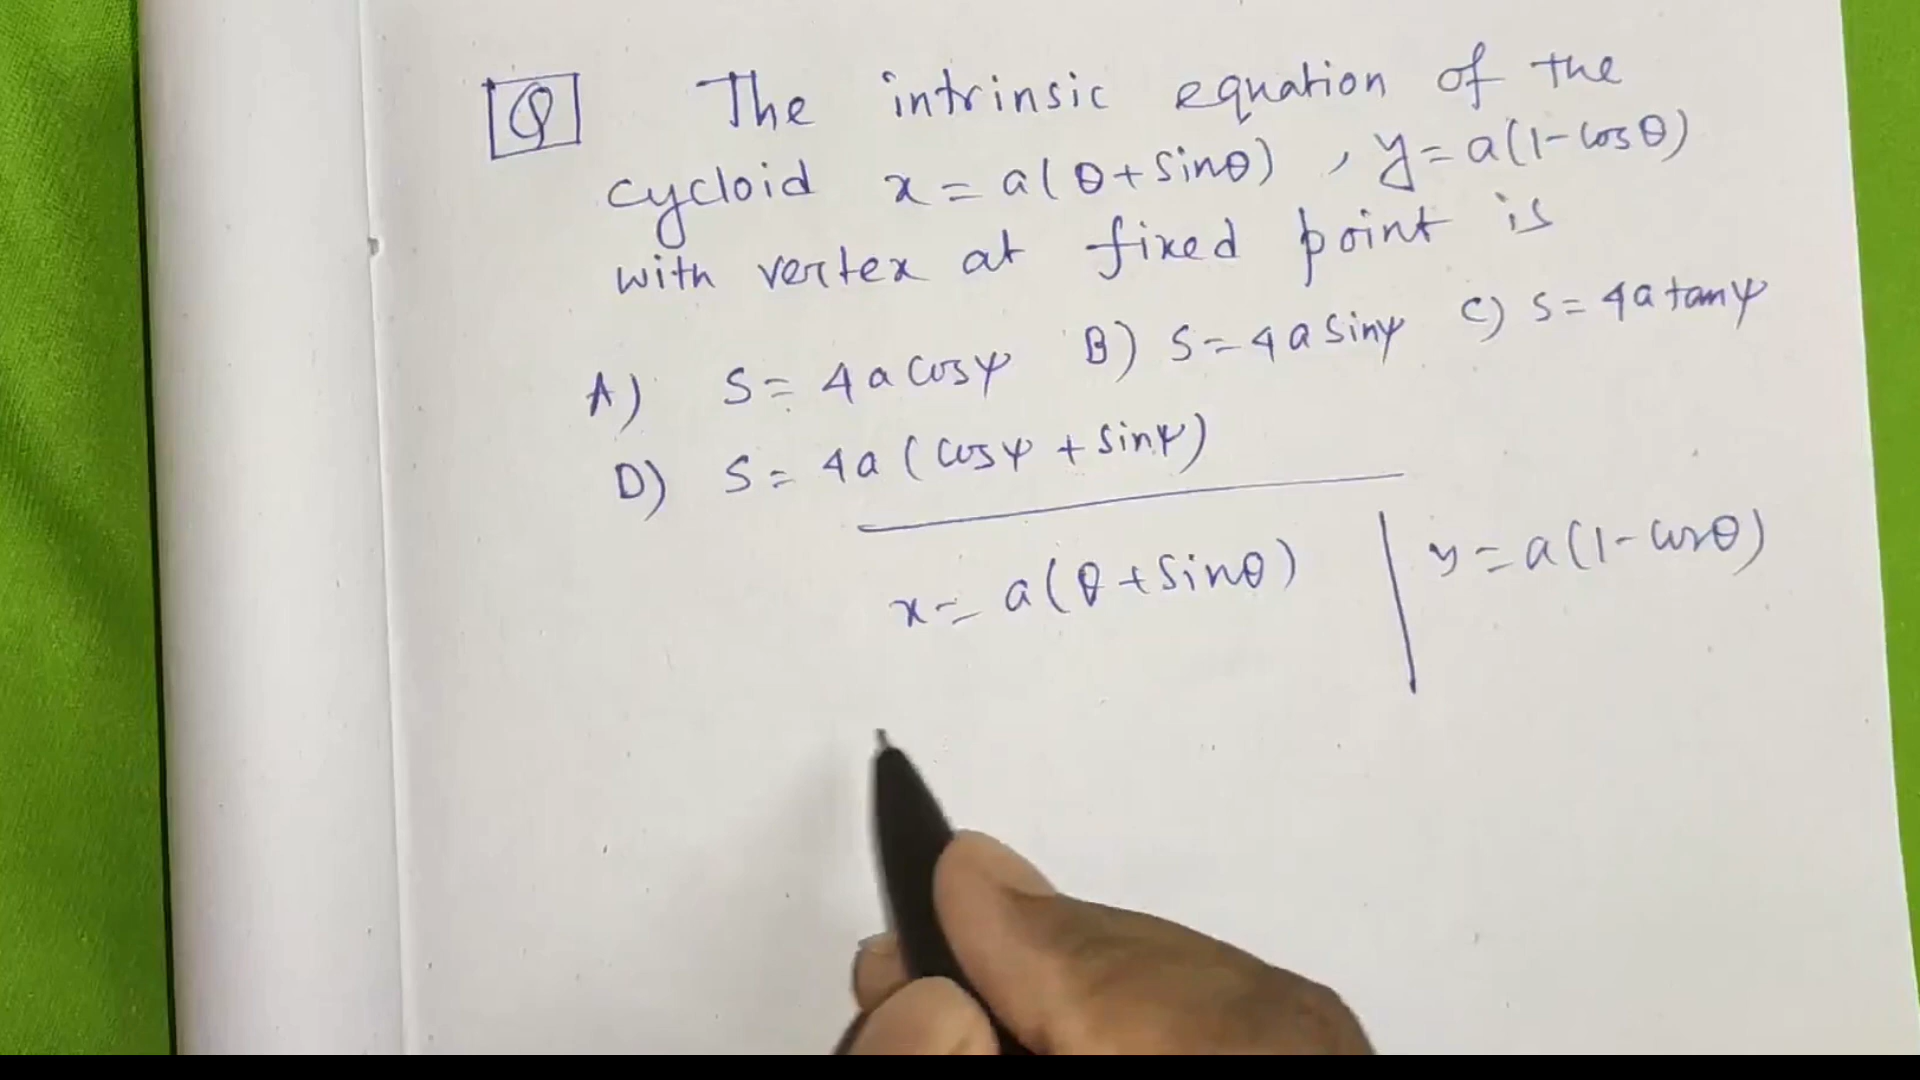 Q The intrinsic equation of the
cycloid x = a(θ+sinθ), y = a(1-cosθ)
with vertex at fixed point is
A) S = 4a cosψ B) S = 4a sinψ C) S = 4a tanψ
D) S = 4a (cosψ + sinψ)
x = a(θ+sinθ) | y = a(1-cosθ)